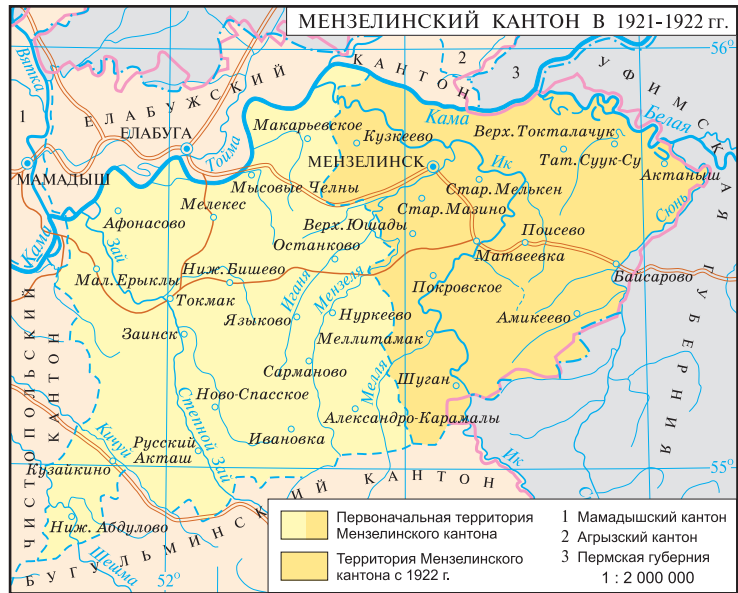 МЕНЗЕЛИНСКИЙ КАНТОН В 1921-1922 гг.
56°
Вятка
ЕЛАБУЖСКИЙ КАНТОН
2
3
УФИМСКАЯ ГУБЕРНИЯ
1
Кама
Белая
ЕЛАБУГА
Тойма
Макарьевское
Кузкеево
Верх. Токталачук
МАМАДЫШ
МЕНЗЕЛИНСК
Ик
Тат. Суук-Су
Актаныш
Мысовые Челны
Стар. Мелькен
Мелекес
Стар. Мазино
Сюнь
Афонасово
Верх. Юшады
Кама
Зай
Останково
Поисево
Матвеевка
Мал. Ерыклы
Ниж. Бишево
Байсарово
Токмак
Иганя
Мензеля
Покровское
Языково
Нуркеево
Амикеево
Заинск
Меллитамак
ЧИСТОПОЛЬСКИЙ
КАНТОН
Сарманово
Мелля
Шуган
Ново-Спасское
Степной Зай
Александро-Карамалы
Кичуй
Русский
Акташ
Ивановка
Кузайкино
Ик
55°
Ниж. Абдулово
Шешма
БУГУЛЬМИНСКИЙ КАНТОН
52°
54°
Первоначальная территория
Мензелинского кантона
Территория Мензелинского
кантона с 1922 г.
1 Мамадышский кантон
2 Агрызский кантон
3 Пермская губерния
1 : 2 000 000